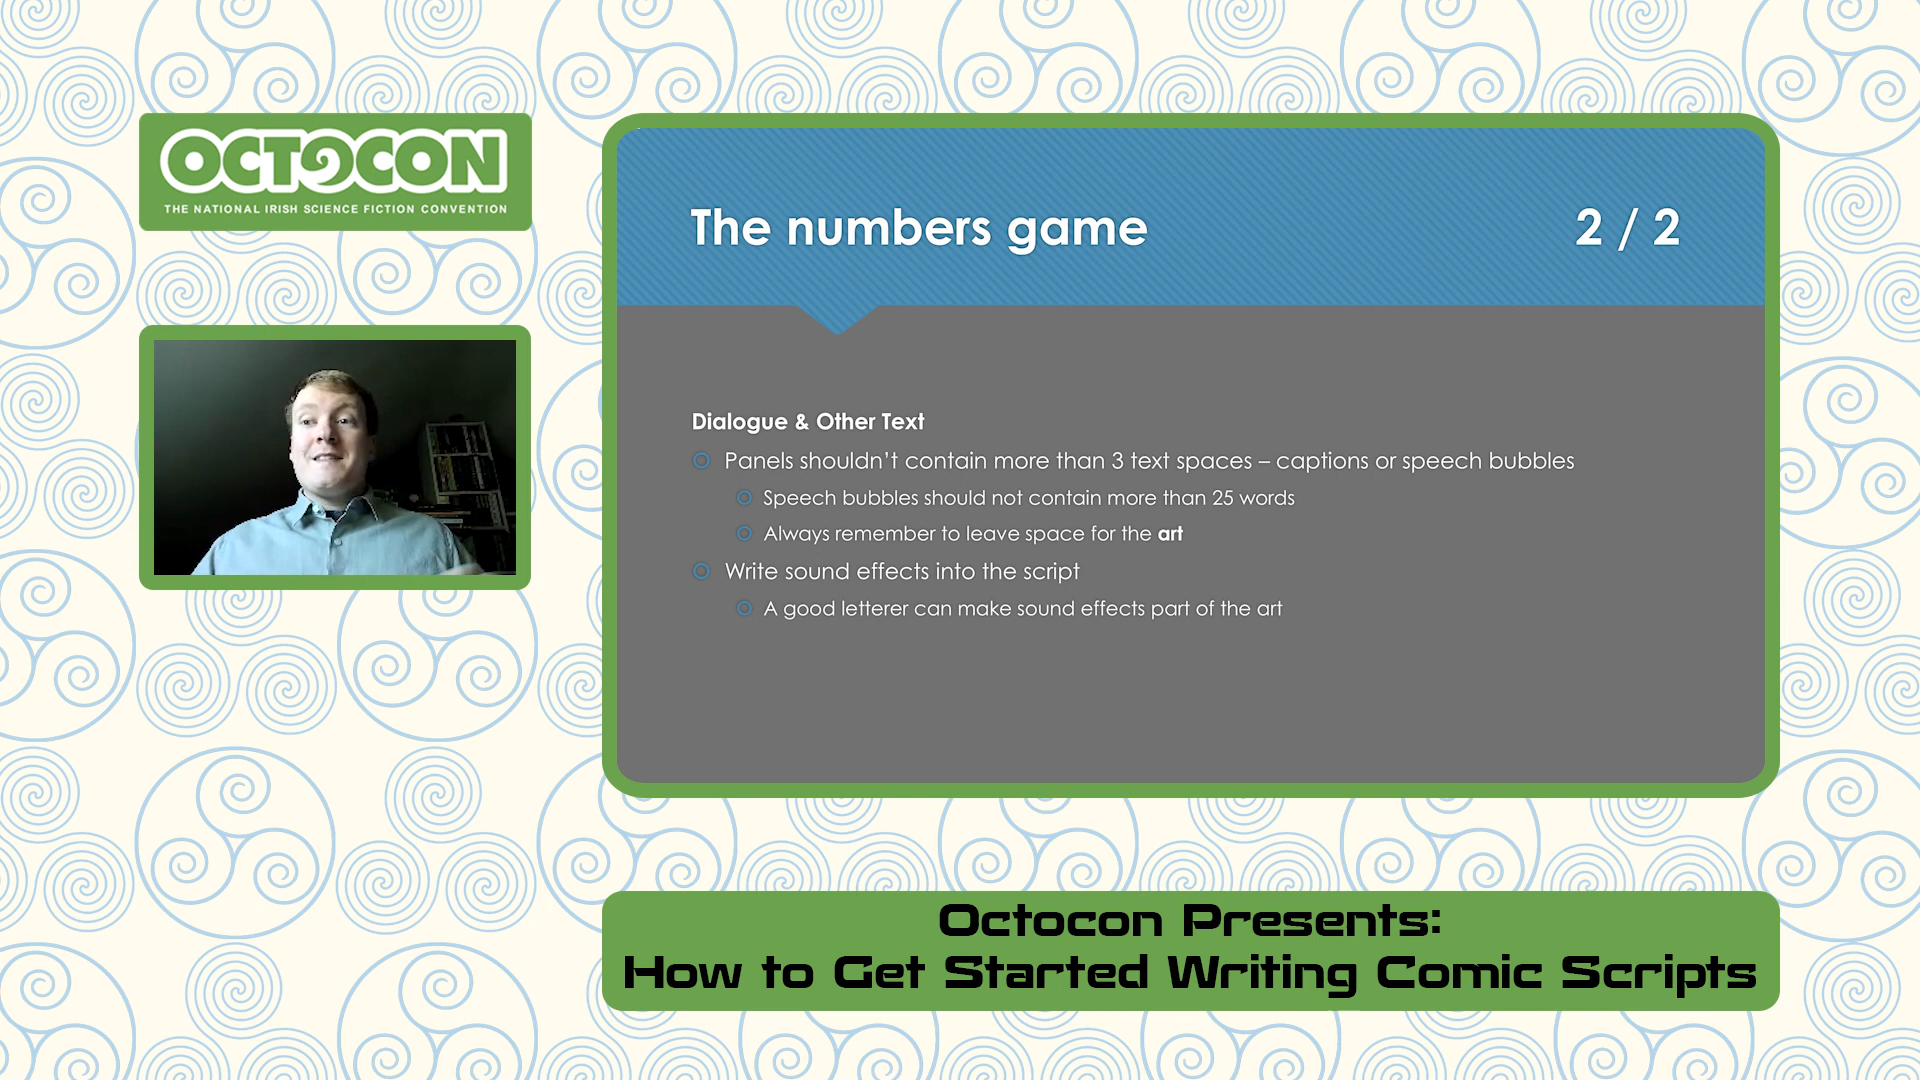 OCTOCON
THE NATIONAL IRISH SCIENCE FICTION CONVENTION
The numbers game
2 / 2
Dialogue & Other Text
Panels shouldn’t contain more than 3 text spaces – captions or speech bubbles
Speech bubbles should not contain more than 25 words
Always remember to leave space for the art
Write sound effects into the script
A good letterer can make sound effects part of the art
Octocon Presents:
How to Get Started Writing Comic Scripts